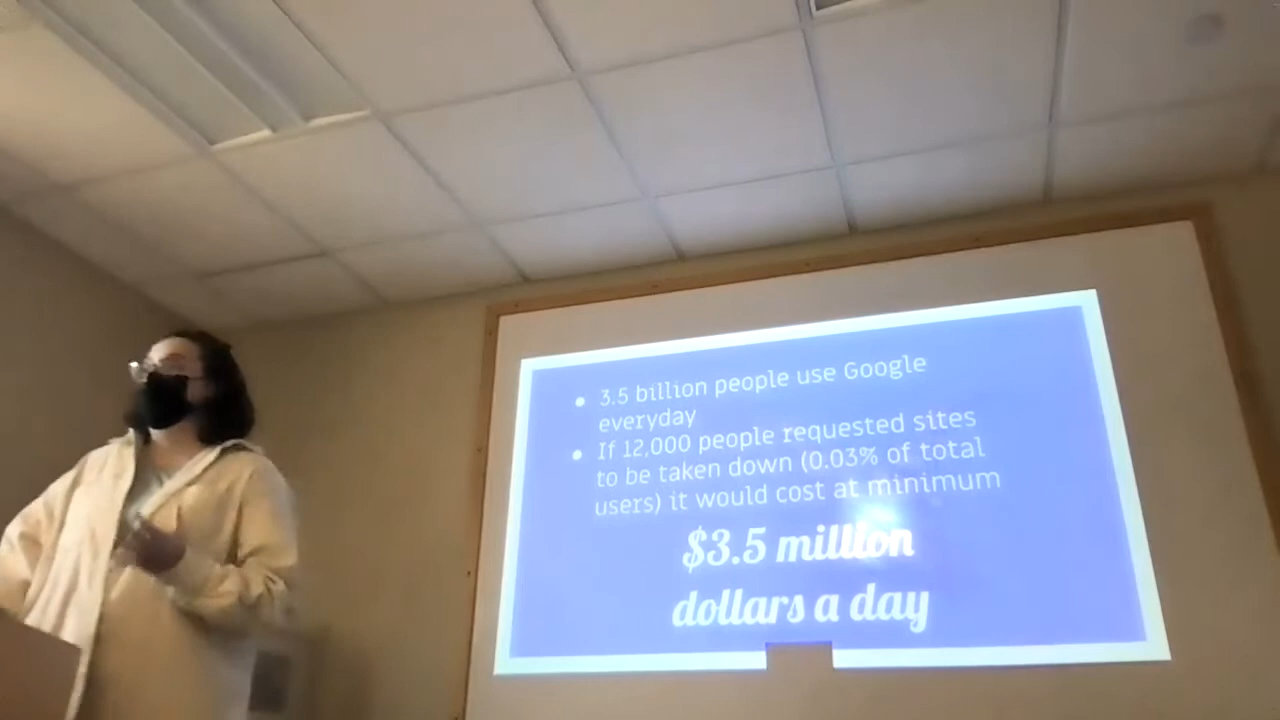 • 3.5 billion people use Google
everyday
• If 12,000 people requested sites
to be taken down (0.03% of total
users) it would cost at minimum
$3.5 million
dollars a day